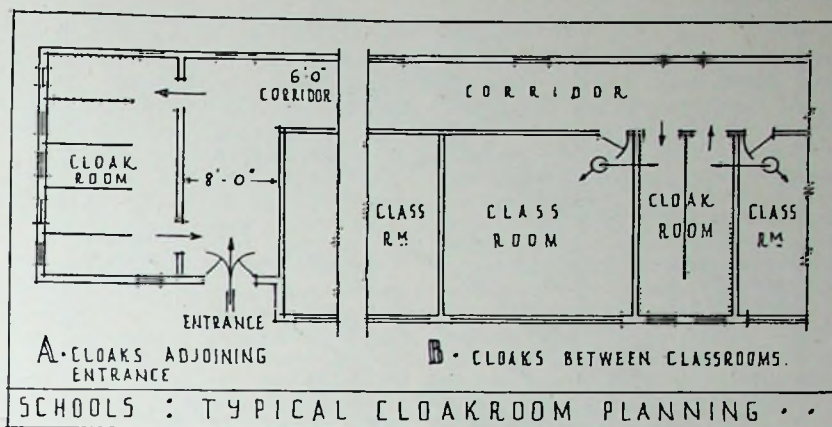 6'·0"
CORRIDOR
CLOAK
ROOM
8'-0"
ENTRANCE
A. CLOAKS ADJOINING
ENTRANCE
CORRIDOR
CLASS
RM
CLASS
ROOM
CLOAK
ROOM
CLASS
RM
B. CLOAKS BETWEEN CLASSROOMS.
SCHOOLS : TYPICAL CLOAKROOM PLANNING · ·